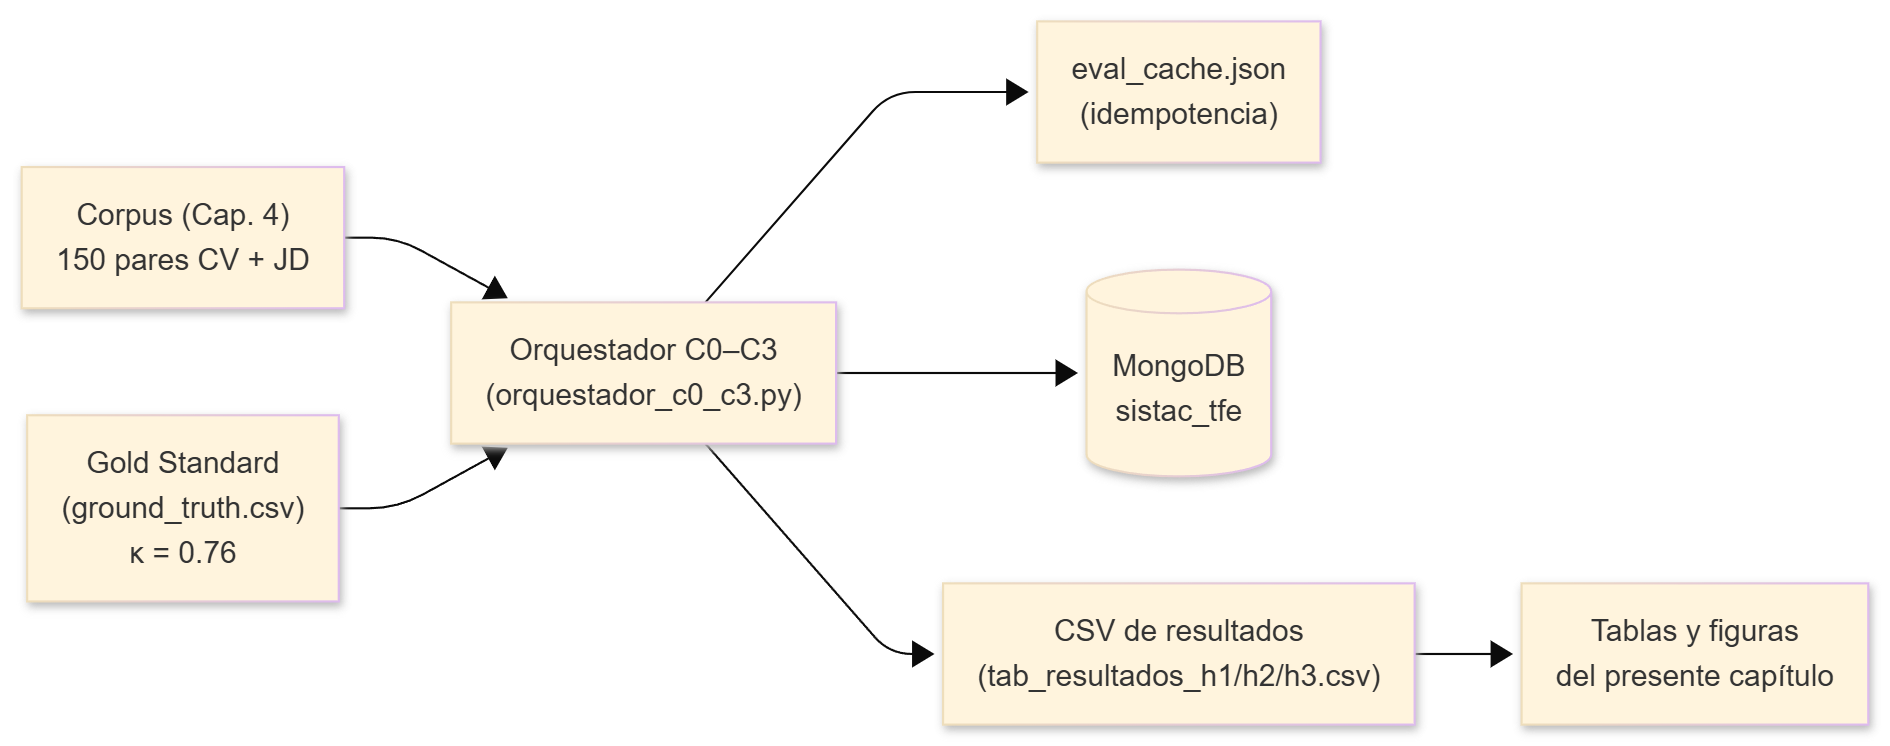 eval_cache.json
(idempotencia)
Corpus (Cap. 4)
150 pares CV + JD
Orquestador C0–C3
(orquestador_c0_c3.py)
MongoDB
sistac_tfe
Gold Standard
(ground_truth.csv)
κ = 0.76
CSV de resultados
(tab_resultados_h1/h2/h3.csv)
Tablas y figuras
del presente capítulo